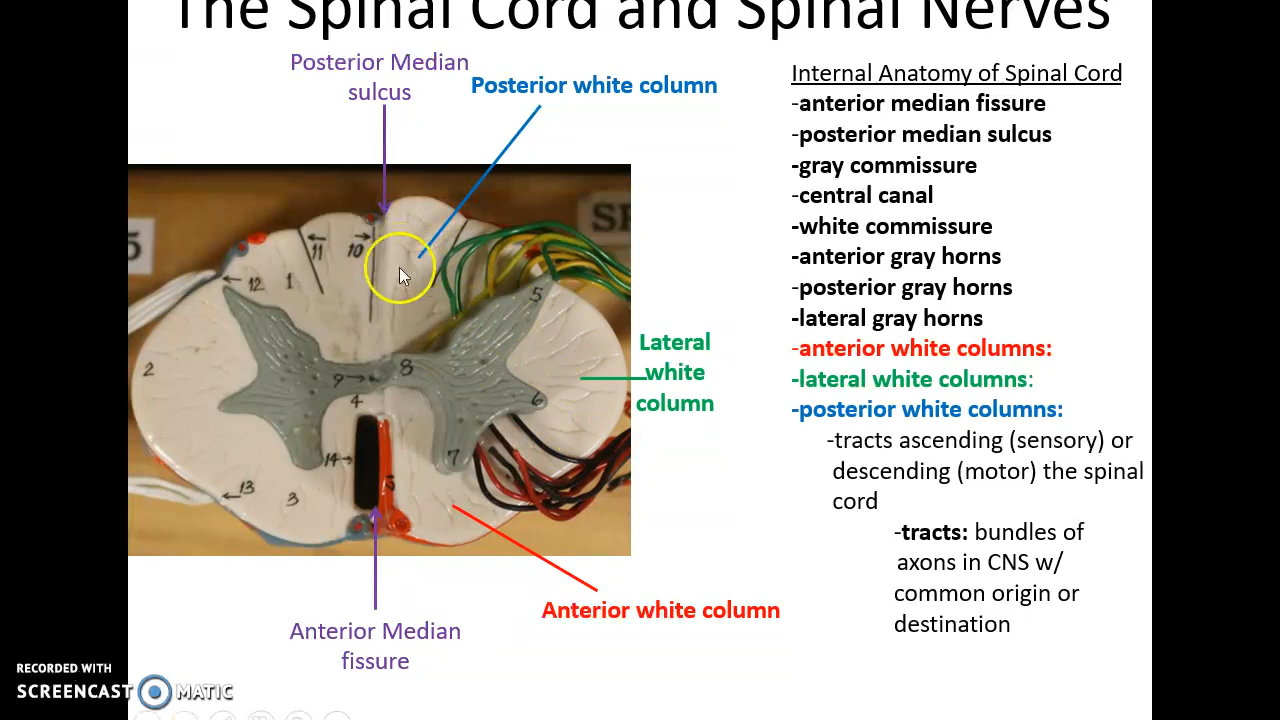 The Spinal Cord and Spinal Nerves
Posterior Median
sulcus
Posterior white column
Internal Anatomy of Spinal Cord
-anterior median fissure
-posterior median sulcus
-gray commissure
-central canal
-white commissure
-anterior gray horns
-posterior gray horns
-lateral gray horns
-anterior white columns:
-lateral white columns:
-posterior white columns:
-tracts ascending (sensory) or
descending (motor) the spinal
cord
-tracts: bundles of
axons in CNS w/
common origin or
destination
5
SP
11
10
12
1
5
2
9
8
4
6
14
7
13
3
Lateral
white
column
Anterior white column
Anterior Median
fissure
RECORDED WITH
SCREENCAST MATIC